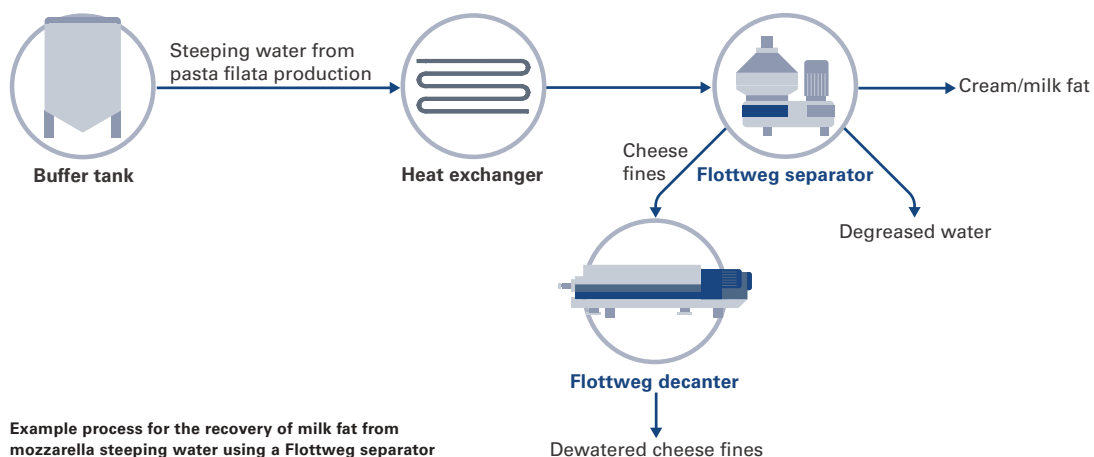 Steeping water from
pasta filata production
Cream/milk fat
Buffer tank
Heat exchanger
Cheese
fines
Flottweg separator
Degreased water
Flottweg decanter
Example process for the recovery of milk fat from
mozzarella steeping water using a Flottweg separator
Dewatered cheese fines